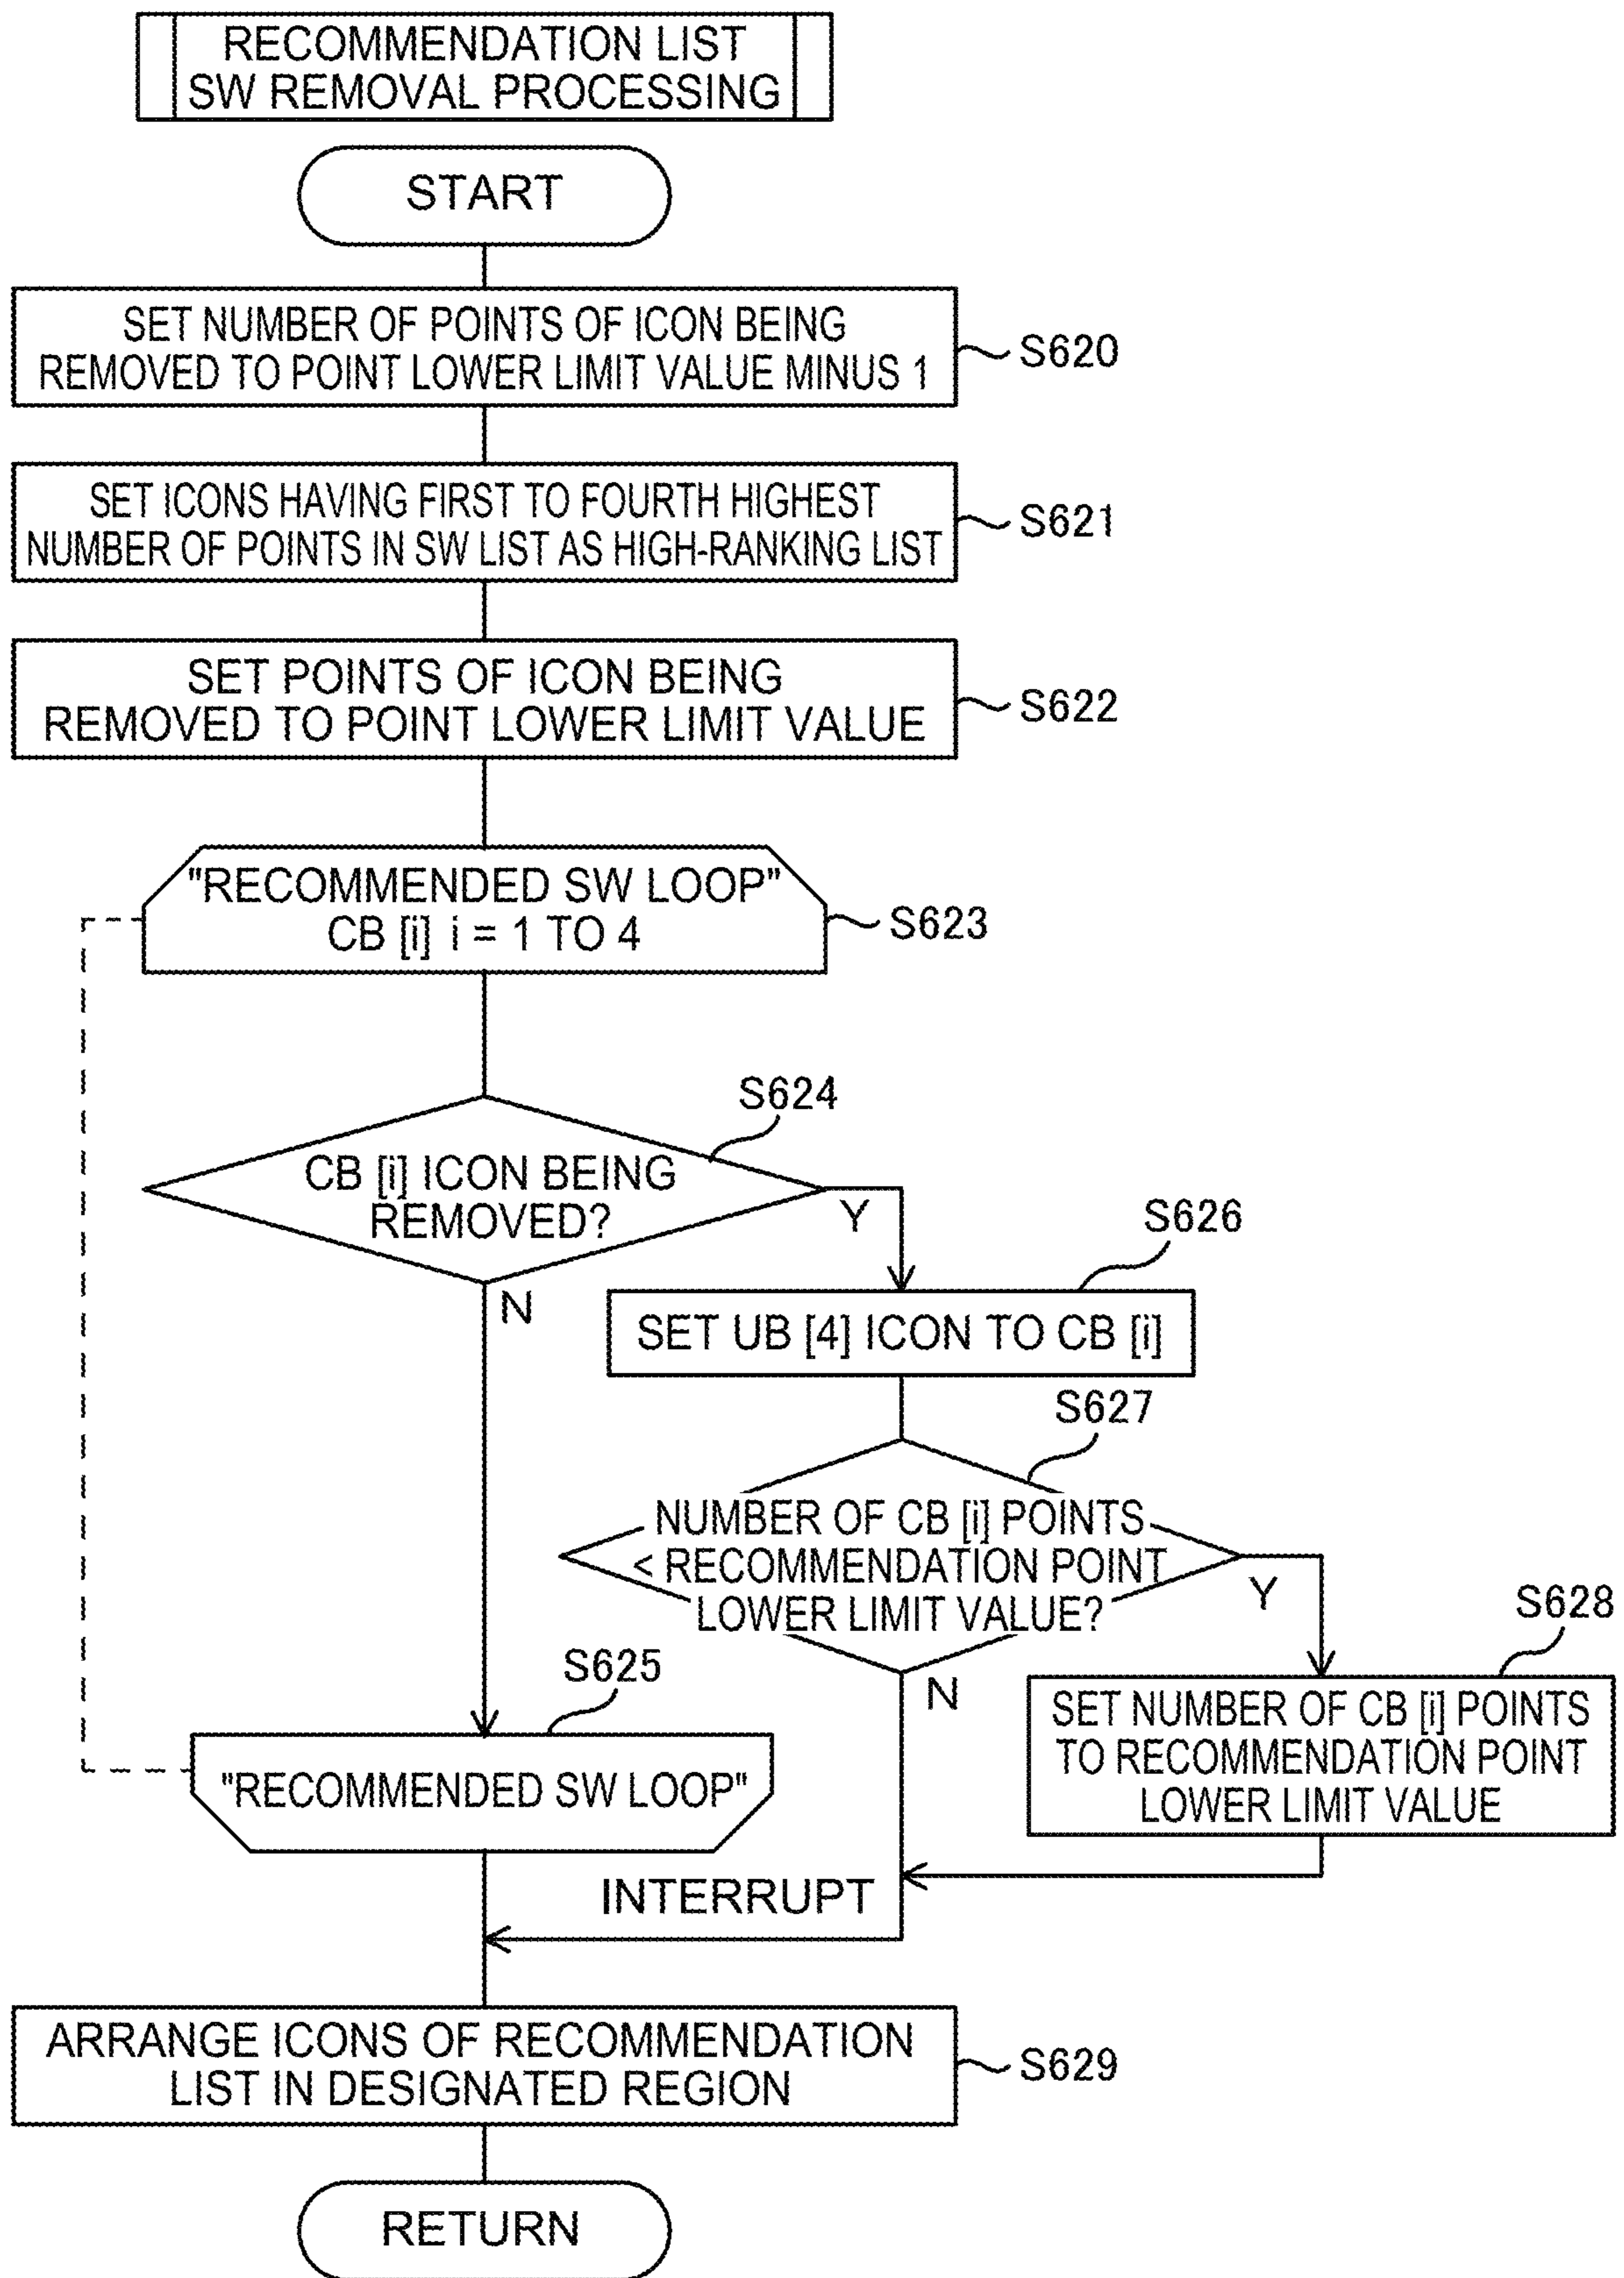 RECOMMENDATION LIST
SW REMOVAL PROCESSING
START
SET NUMBER OF POINTS OF ICON BEING
REMOVED TO POINT LOWER LIMIT VALUE MINUS 1
S620
SET ICONS HAVING FIRST TO FOURTH HIGHEST
NUMBER OF POINTS IN SW LIST AS HIGH-RANKING LIST
S621
SET POINTS OF ICON BEING
REMOVED TO POINT LOWER LIMIT VALUE
S622
"RECOMMENDED SW LOOP"
CB [i] i = 1 TO 4
S623
S624
CB [i] ICON BEING
REMOVED?
Y
N
S626
SET UB [4] ICON TO CB [i]
S627
NUMBER OF CB [i] POINTS
< RECOMMENDATION POINT
LOWER LIMIT VALUE?
Y
N
S628
SET NUMBER OF CB [i] POINTS
TO RECOMMENDATION POINT
LOWER LIMIT VALUE
S625
"RECOMMENDED SW LOOP"
INTERRUPT
ARRANGE ICONS OF RECOMMENDATION
LIST IN DESIGNATED REGION
S629
RETURN